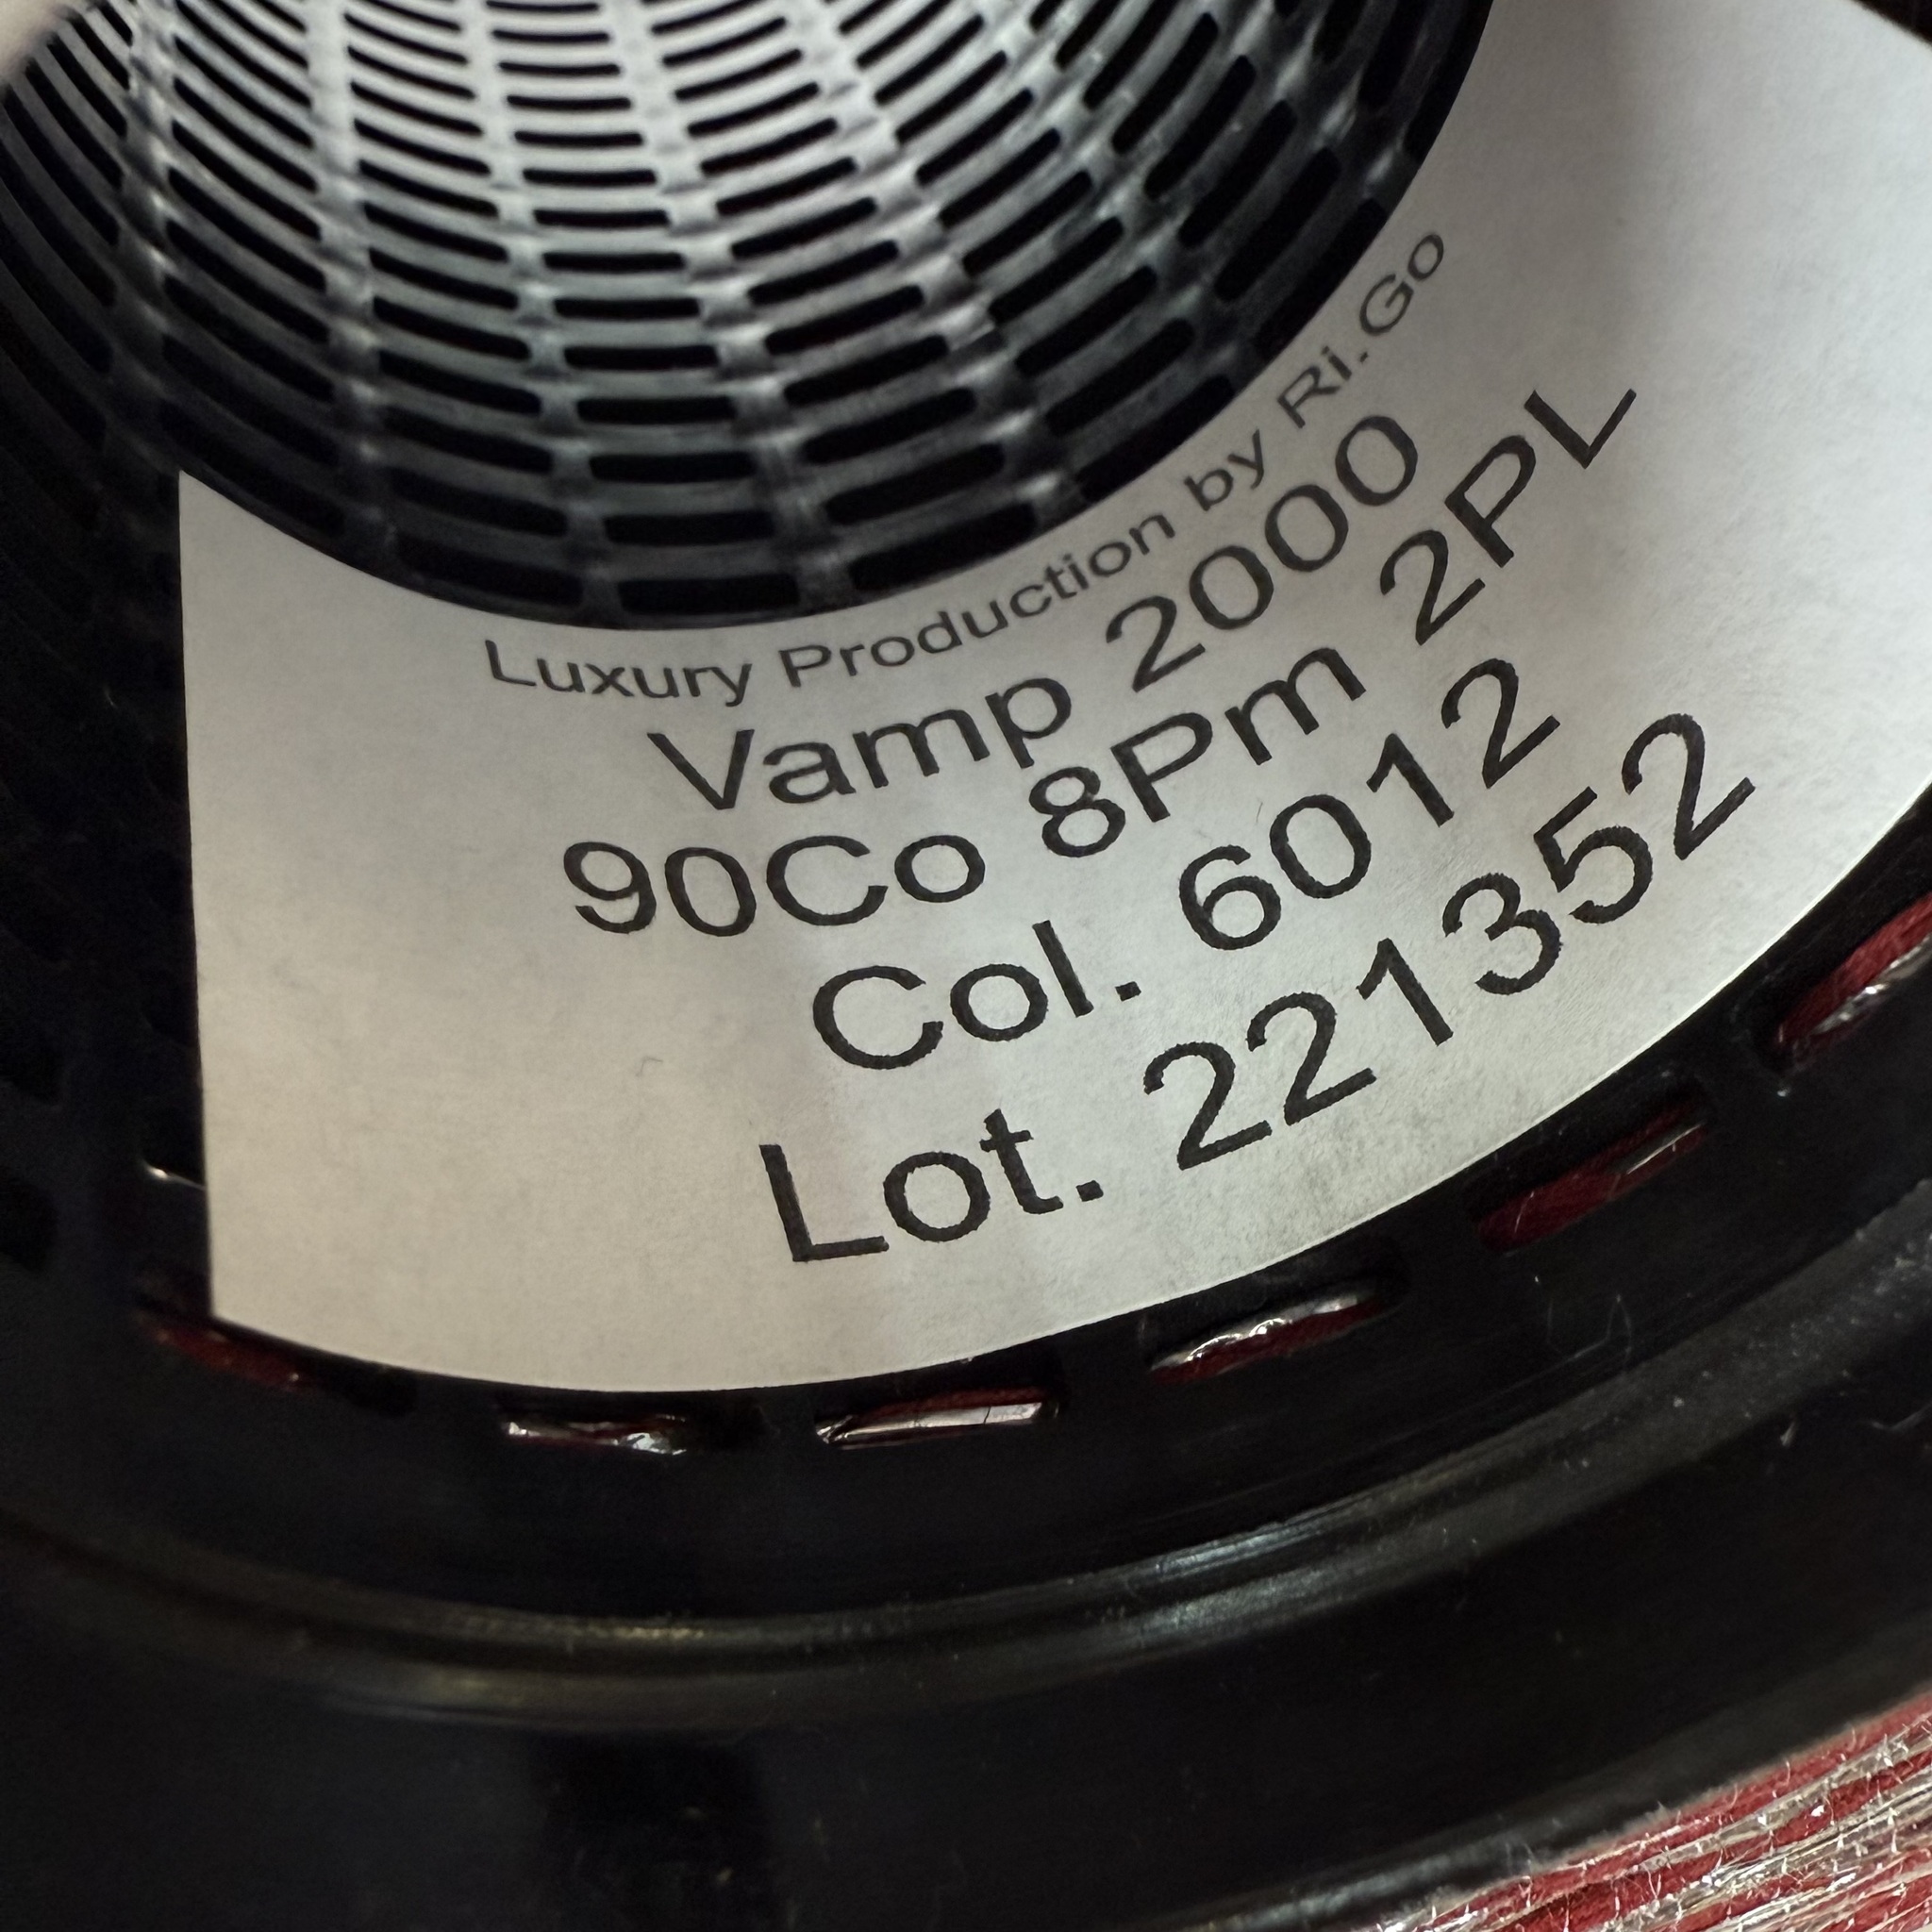 Luxury Production by Ri.Go
Vamp 2000
90Co 8Pm 2PL
Col. 6012
Lot. 221352